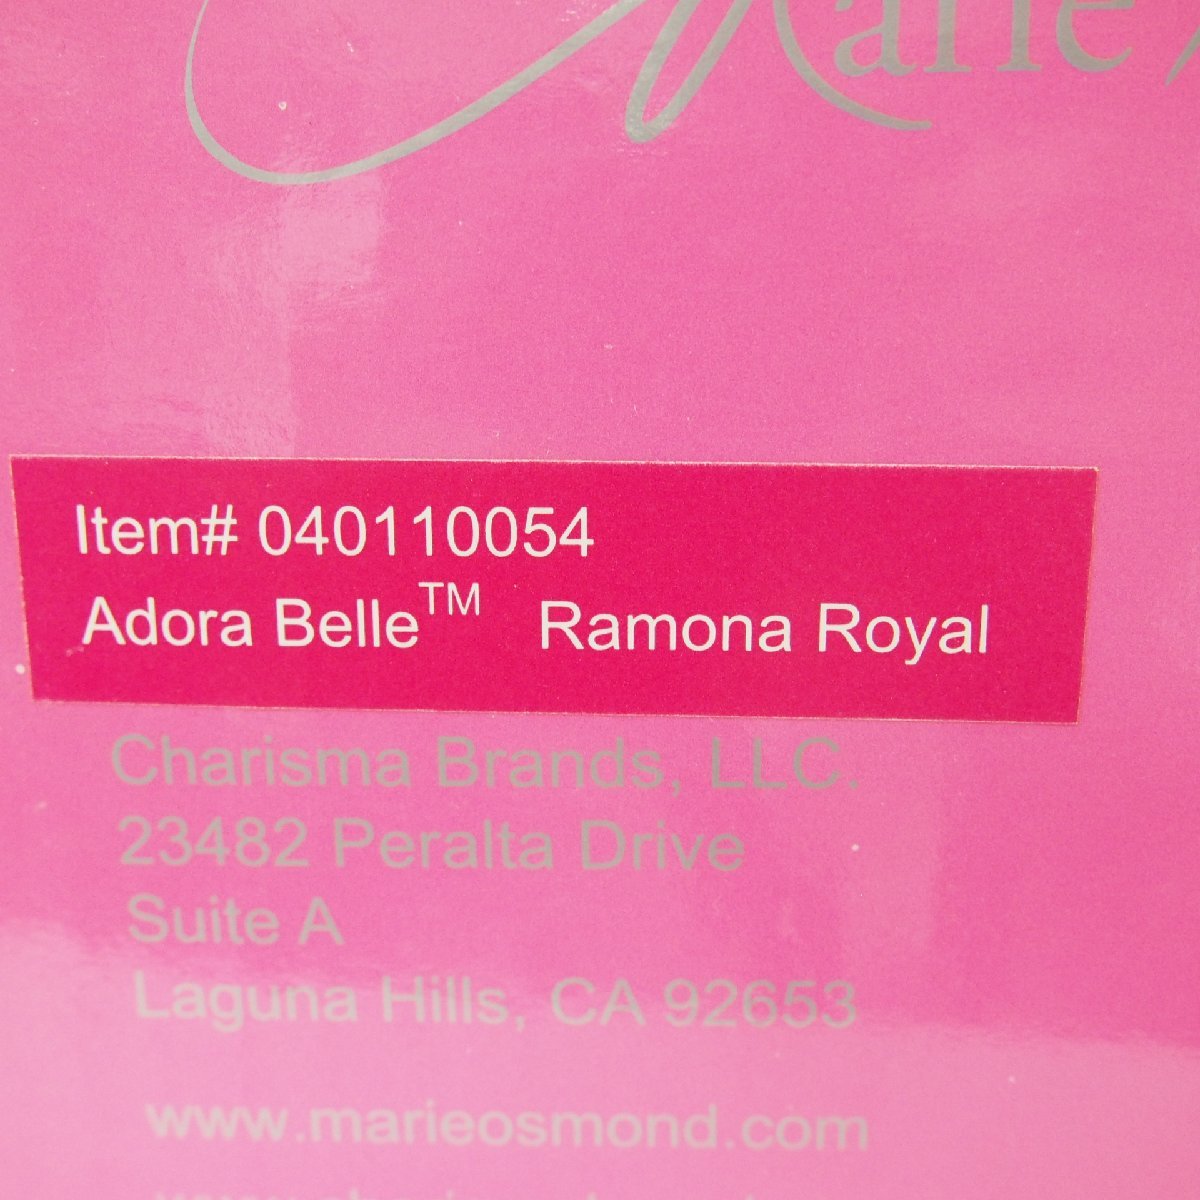 Marie
Item# 040110054
Adora Belle™ Ramona Royal
Charisma Brands, LLC.
23482 Peralta Drive
Suite A
Laguna Hills, CA 92653
www.marieosmond.com